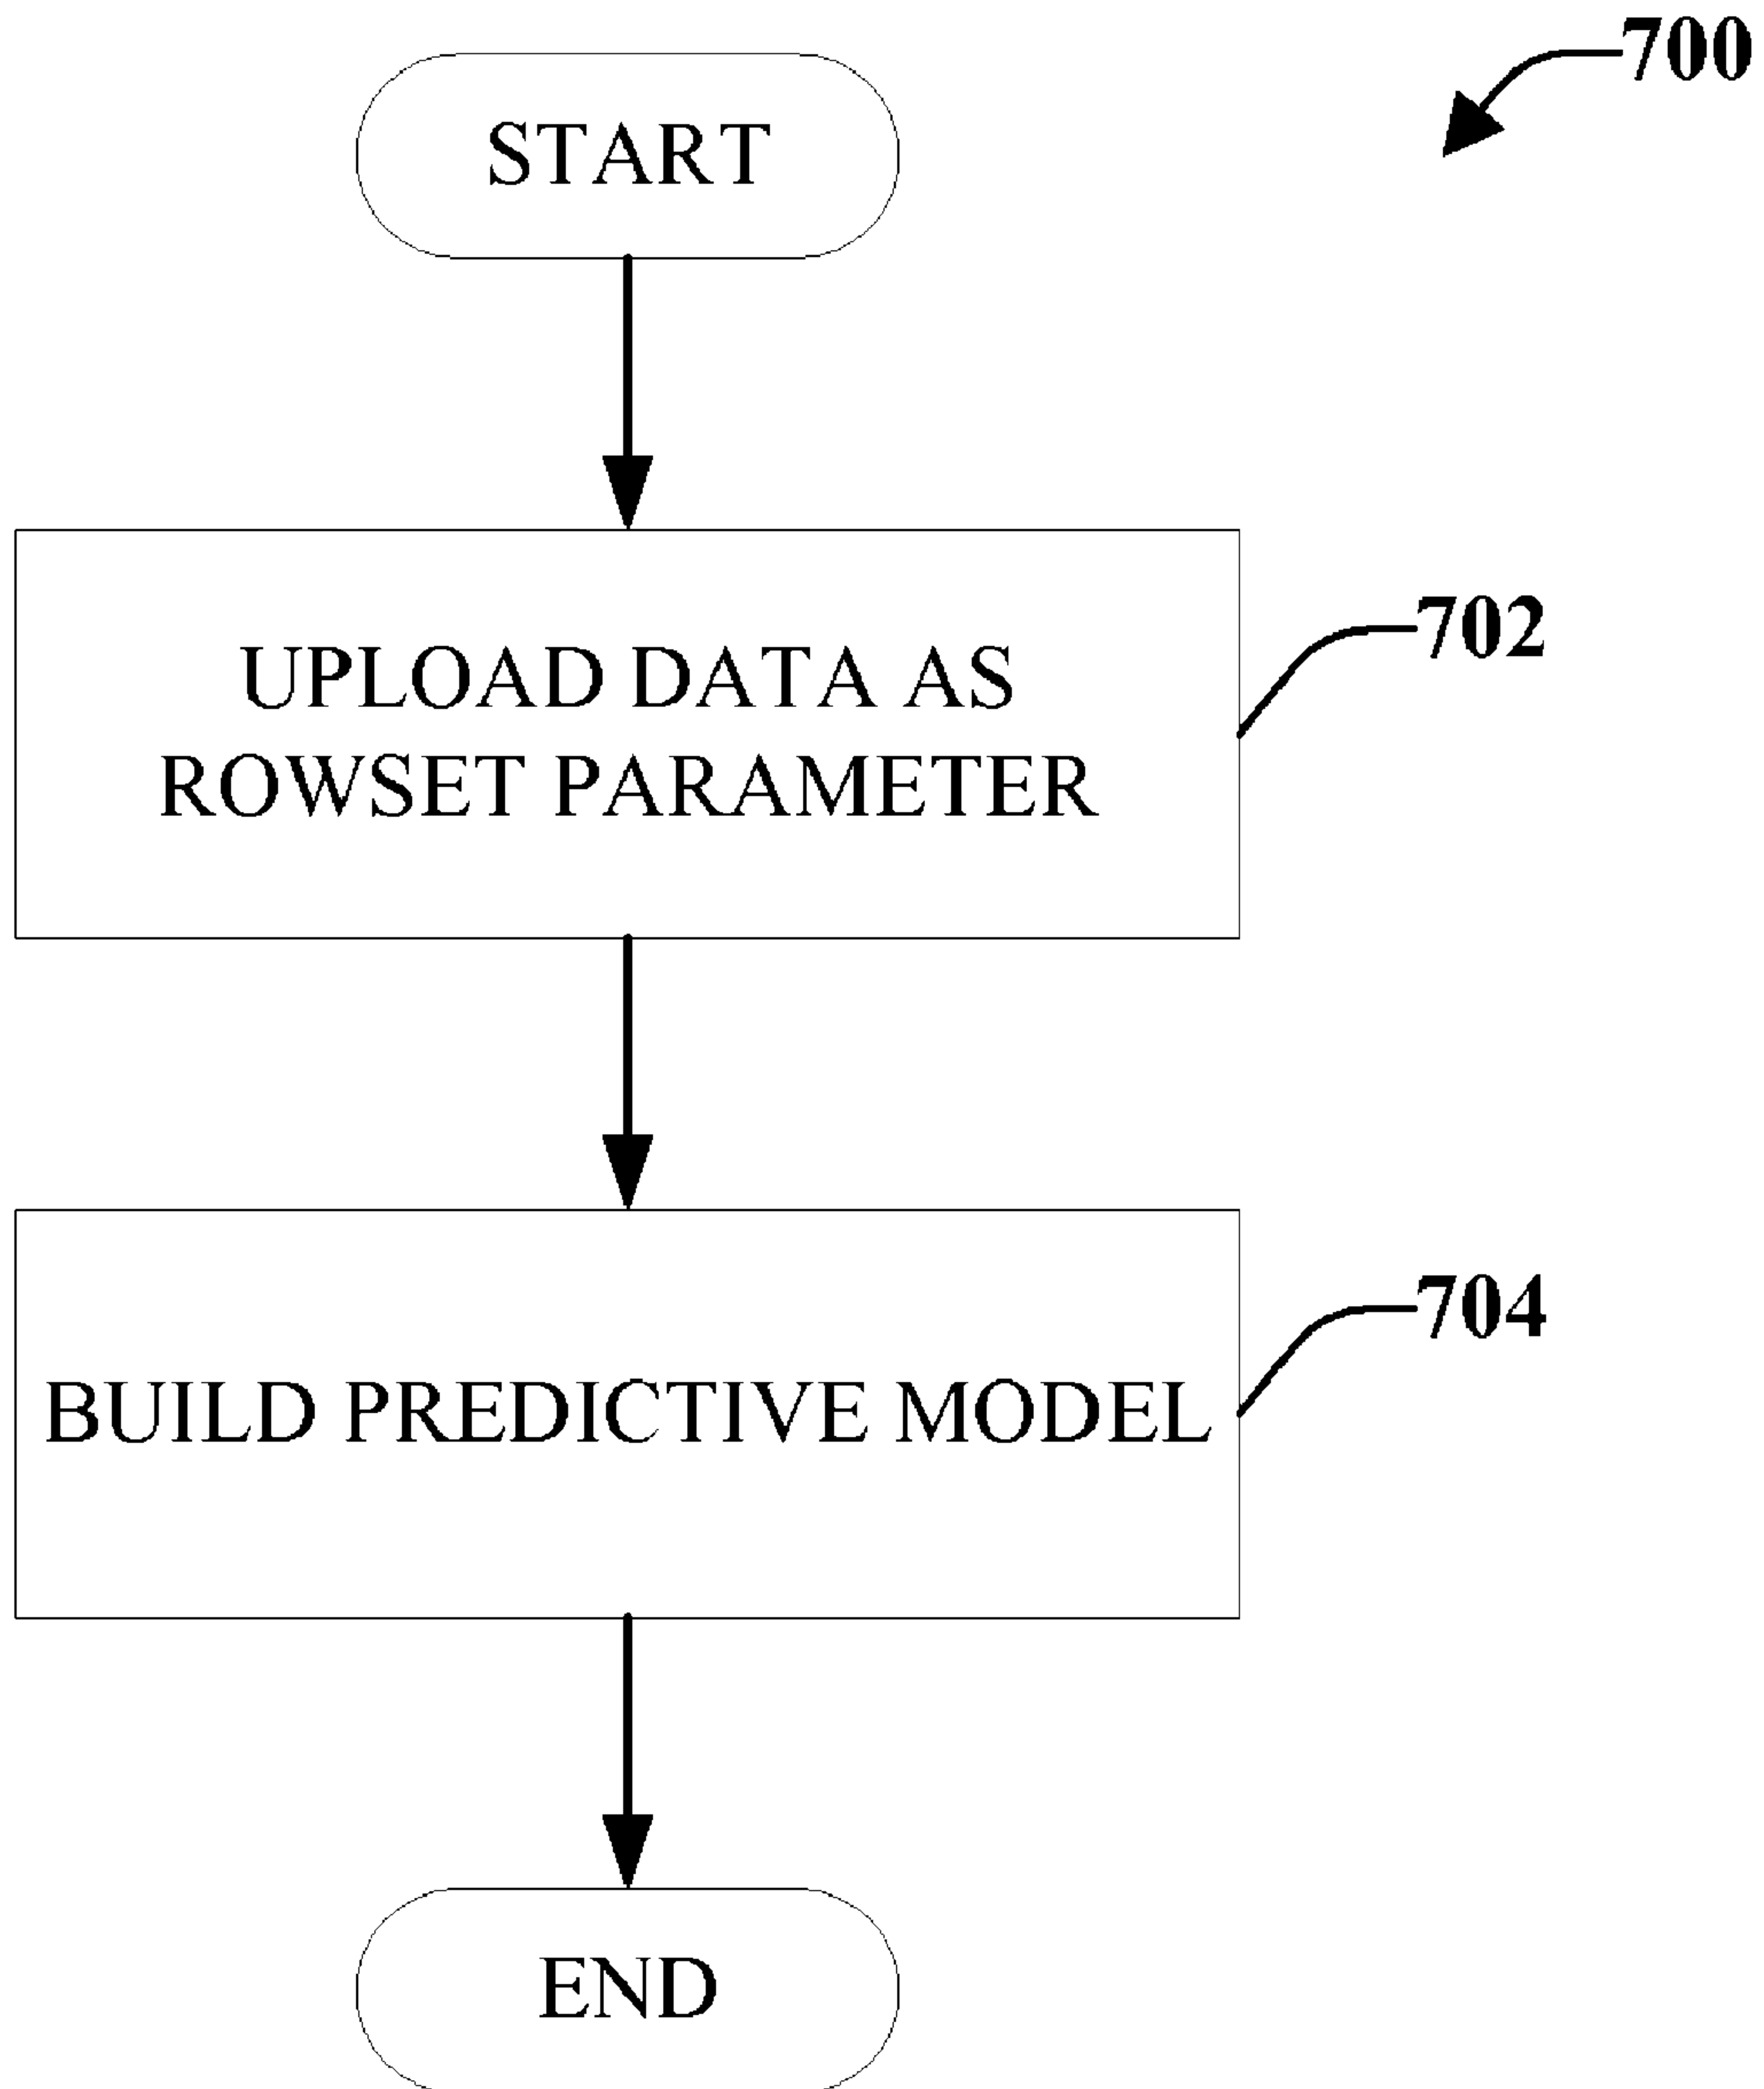 700
START
702
UPLOAD DATA AS
ROWSET PARAMETER
704
BUILD PREDICTIVE MODEL
END